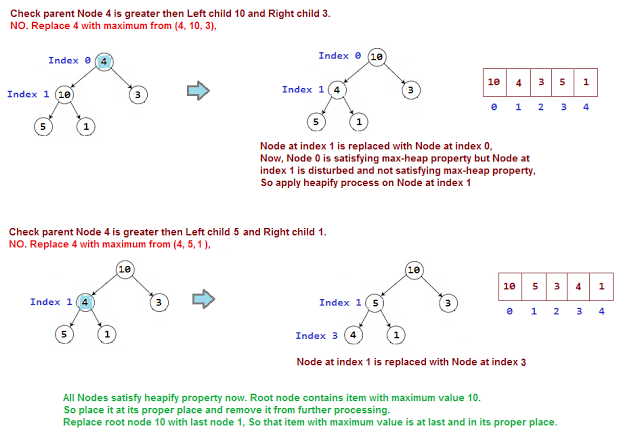 Check parent Node 4 is greater then Left child 10 and Right child 3.
NO. Replace 4 with maximum from (4, 10, 3),
Index 0 4
Index 1 10 3
5 1
Index 0 10
Index 1 4 3
5 1
10 4 3 5 1
0 1 2 3 4
Node at index 1 is replaced with Node at index 0,
Now, Node 0 is satisfying max-heap property but Node at
index 1 is disturbed and not satisfying max-heap property,
So apply heapify process on Node at index 1
Check parent Node 4 is greater then Left child 5 and Right child 1.
NO. Replace 4 with maximum from (4, 5, 1 ),
10
Index 1 4 3
5 1
10
Index 1 5 3
Index 3 4 1
10 5 3 4 1
0 1 2 3 4
Node at index 1 is replaced with Node at index 3
All Nodes satisfy heapify property now. Root node contains item with maximum value 10.
So place it at its proper place and remove it from further processing.
Replace root node 10 with last node 1, So that item with maximum value is at last and in its proper place.